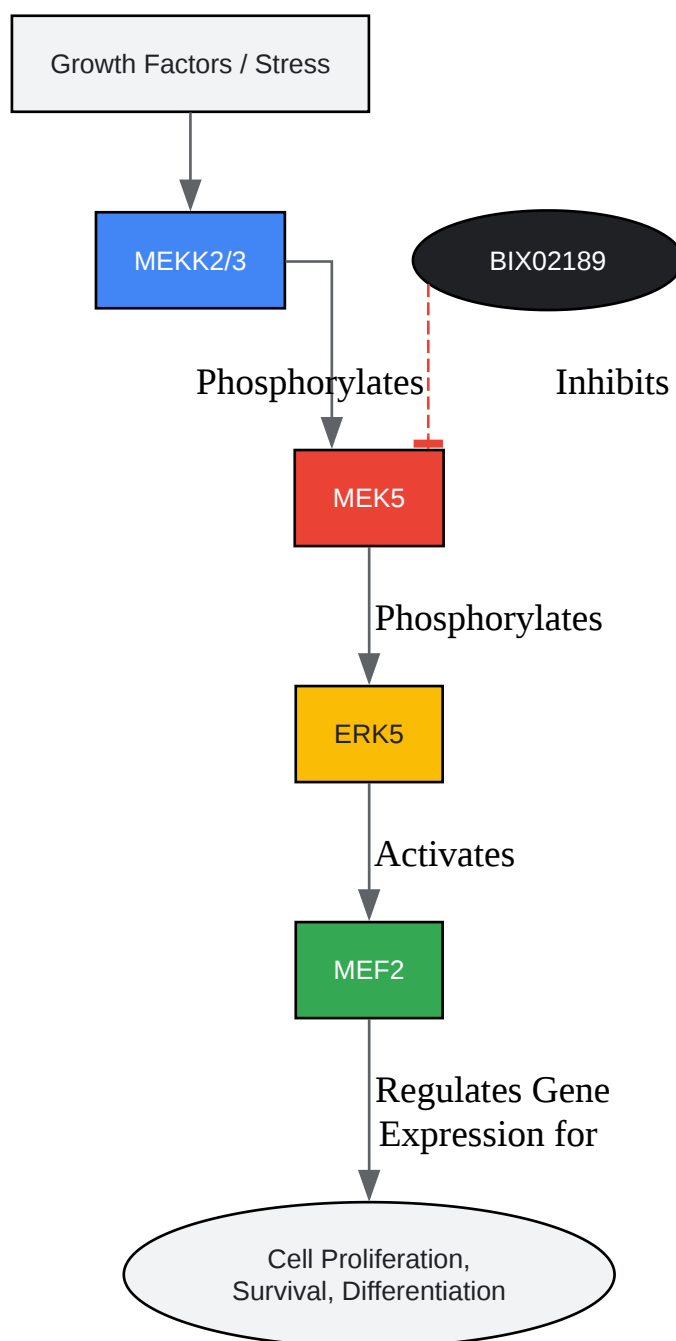 Growth Factors / Stress
MEKK2/3
BIX02189
Phosphorylates
Inhibits
MEK5
Phosphorylates
ERK5
Activates
MEF2
Regulates Gene
Expression for
Cell Proliferation,
Survival, Differentiation